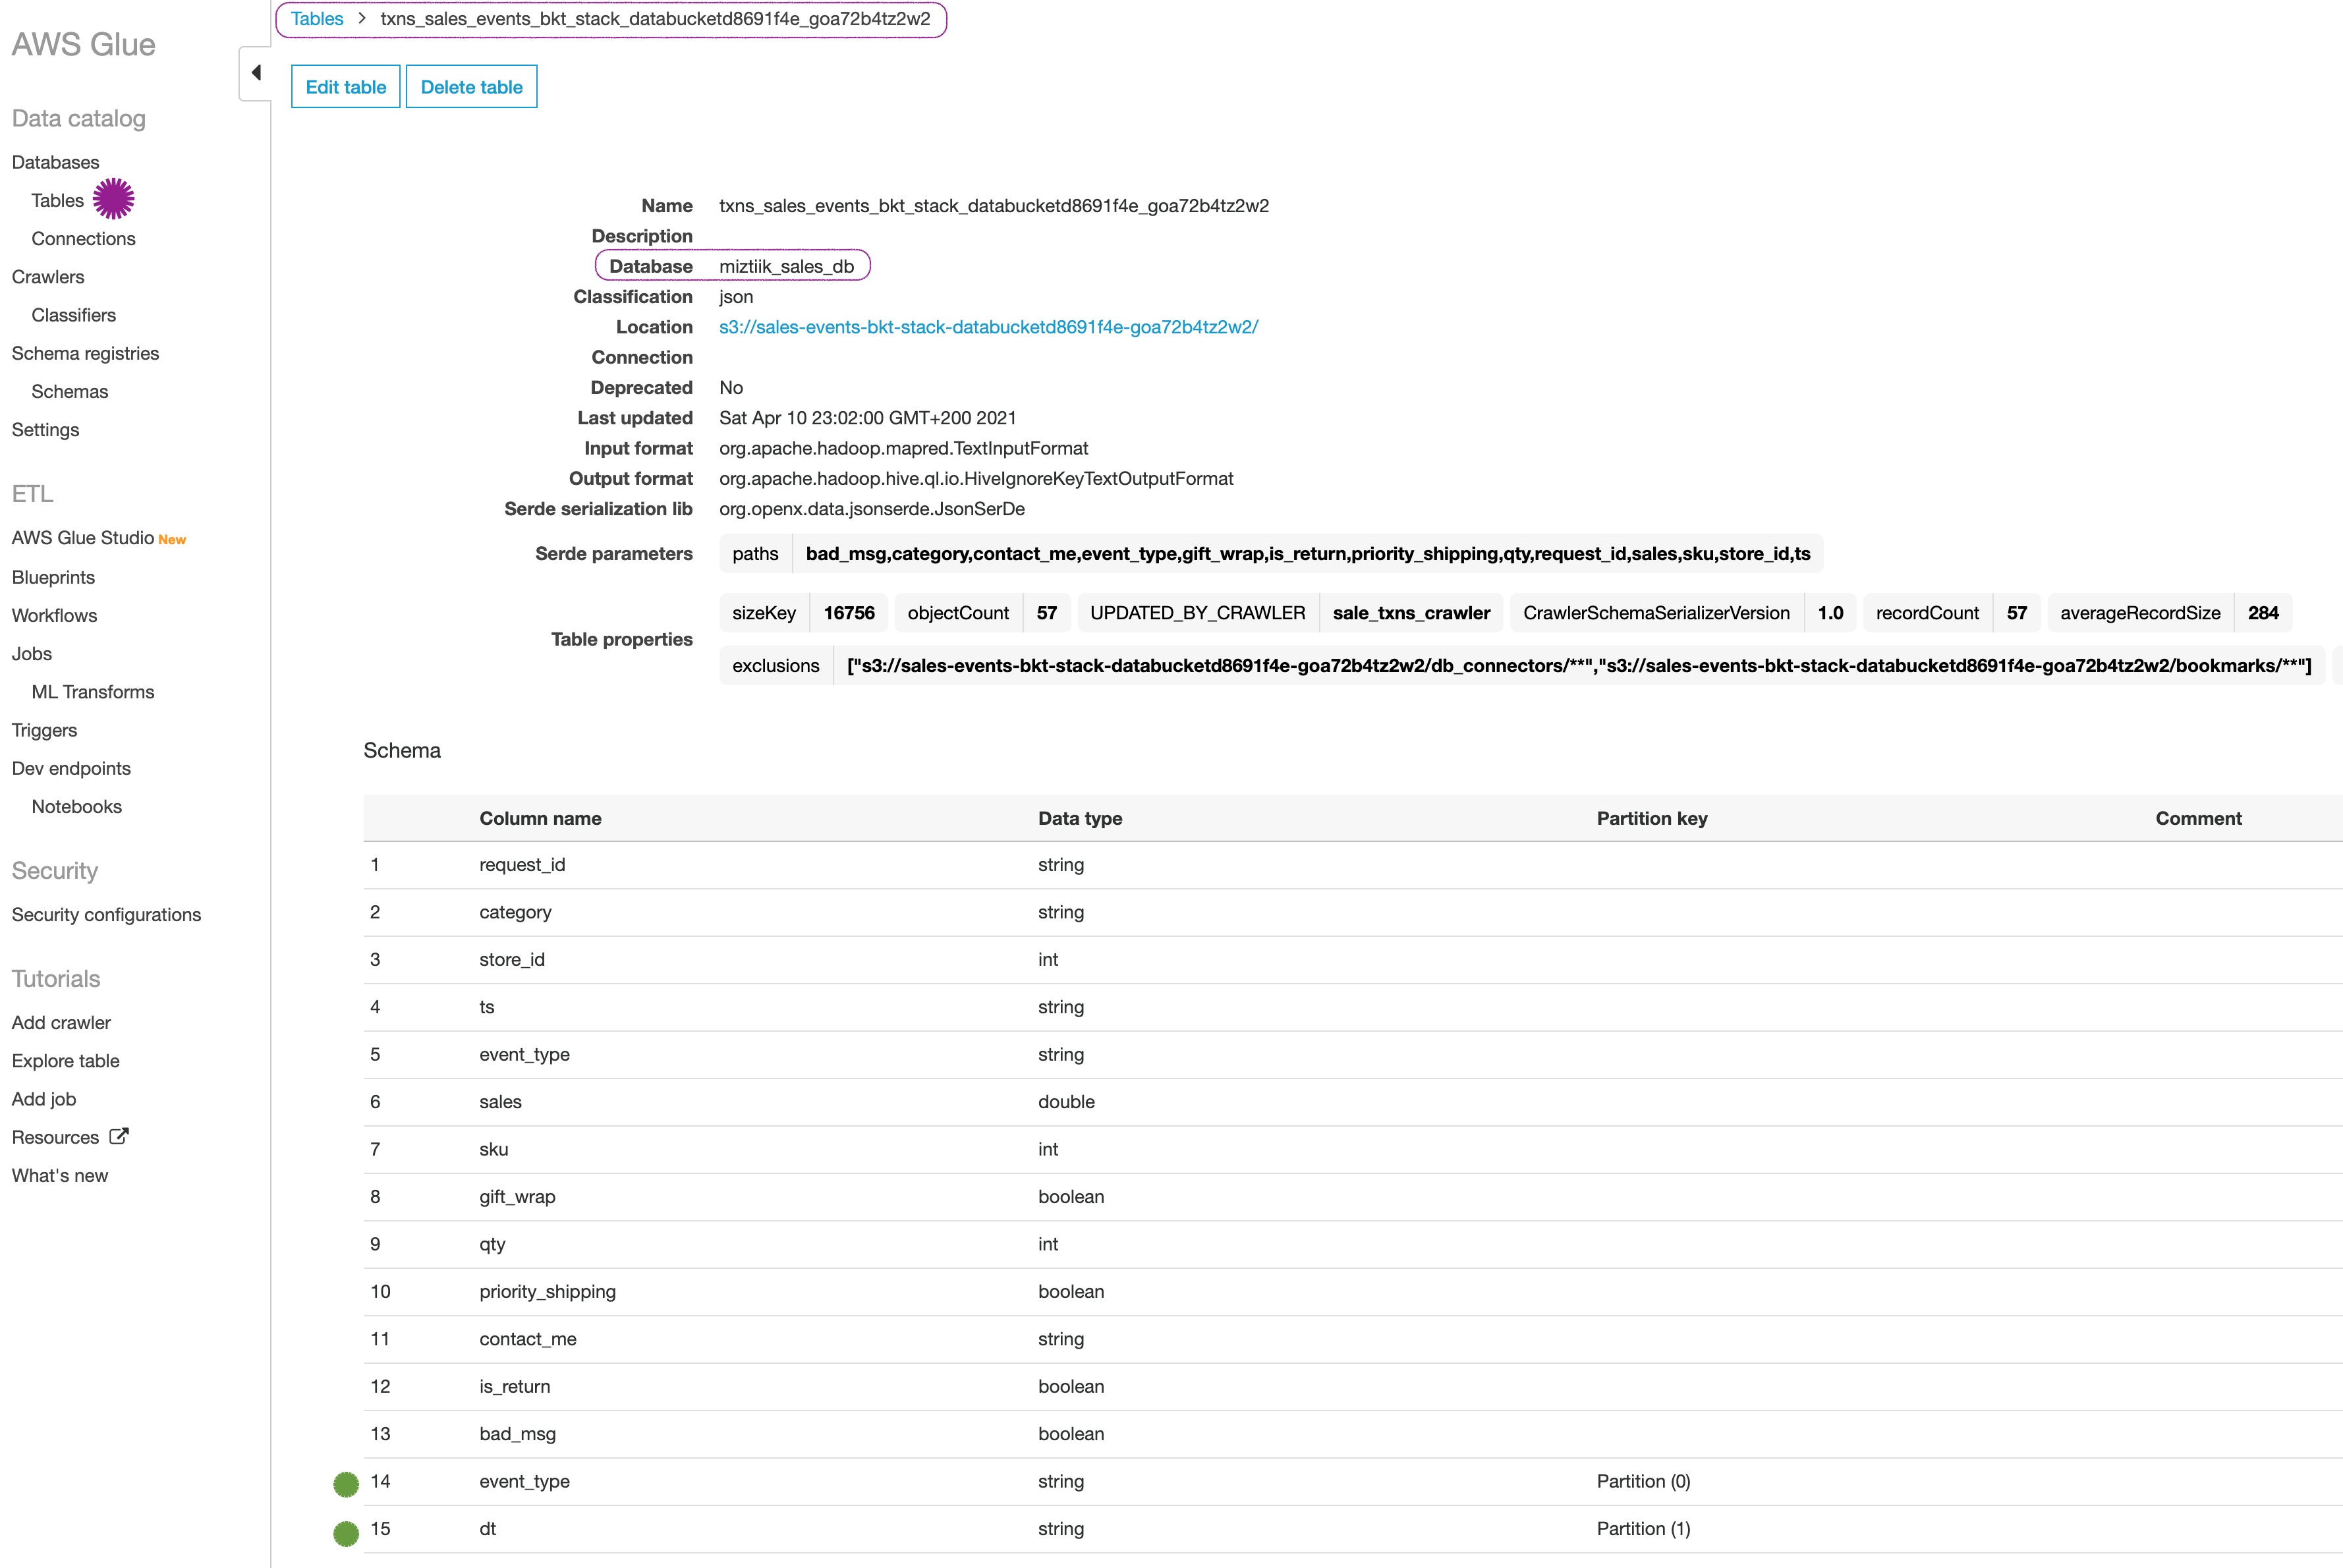 AWS Glue
Data catalog
Databases
Tables
Connections
Crawlers
Classifiers
Schema registries
Schemas
Settings
ETL
AWS Glue Studio New
Blueprints
Workflows
Jobs
ML Transforms
Triggers
Dev endpoints
Notebooks
Security
Security configurations
Tutorials
Add crawler
Explore table
Add job
Resources
What's new
Tables > txns_sales_events_bkt_stack_databucketd8691f4e_goa72b4tz2w2
Edit table Delete table
Name txns_sales_events_bkt_stack_databucketd8691f4e_goa72b4tz2w2
Description
Database miztiik_sales_db
Classification json
Location s3://sales-events-bkt-stack-databucketd8691f4e-goa72b4tz2w2/
Connection
Deprecated No
Last updated Sat Apr 10 23:02:00 GMT+200 2021
Input format org.apache.hadoop.mapred.TextInputFormat
Output format org.apache.hadoop.hive.ql.io.HiveIgnoreKeyTextOutputFormat
Serde serialization lib org.openx.data.jsonserde.JsonSerDe
Serde parameters paths bad_msg,category,contact_me,event_type,gift_wrap,is_return,priority_shipping,qty,request_id,sales,sku,store_id,ts
Table properties
sizeKey 16756 objectCount 57 UPDATED_BY_CRAWLER sale_txns_crawler CrawlerSchemaSerializerVersion 1.0 recordCount 57 averageRecordSize 284
exclusions ["s3://sales-events-bkt-stack-databucketd8691f4e-goa72b4tz2w2/db_connectors/**","s3://sales-events-bkt-stack-databucketd8691f4e-goa72b4tz2w2/bookmarks/**"]
Schema
Column name Data type Partition key Comment
1 request_id string
2 category string
3 store_id int
4 ts string
5 event_type string
6 sales double
7 sku int
8 gift_wrap boolean
9 qty int
10 priority_shipping boolean
11 contact_me string
12 is_return boolean
13 bad_msg boolean
14 event_type string Partition (0)
15 dt string Partition (1)